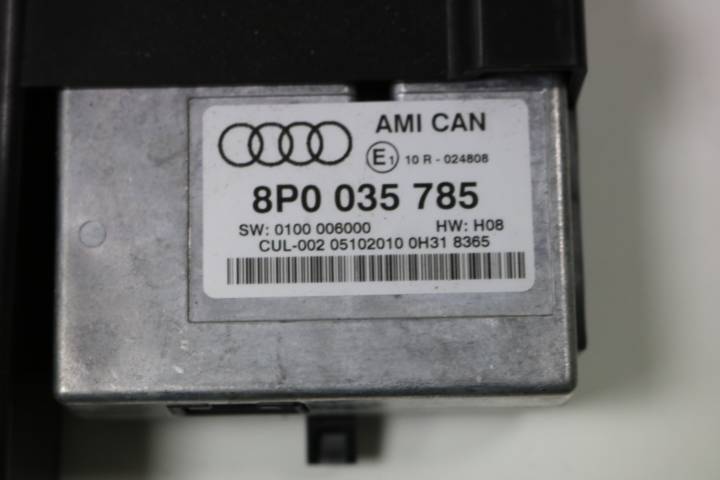 AMI CAN
E1 10 R - 024808
8P0 035 785
SW: 0100 006000 HW: H08
CUL-002 05102010 0H31 8365